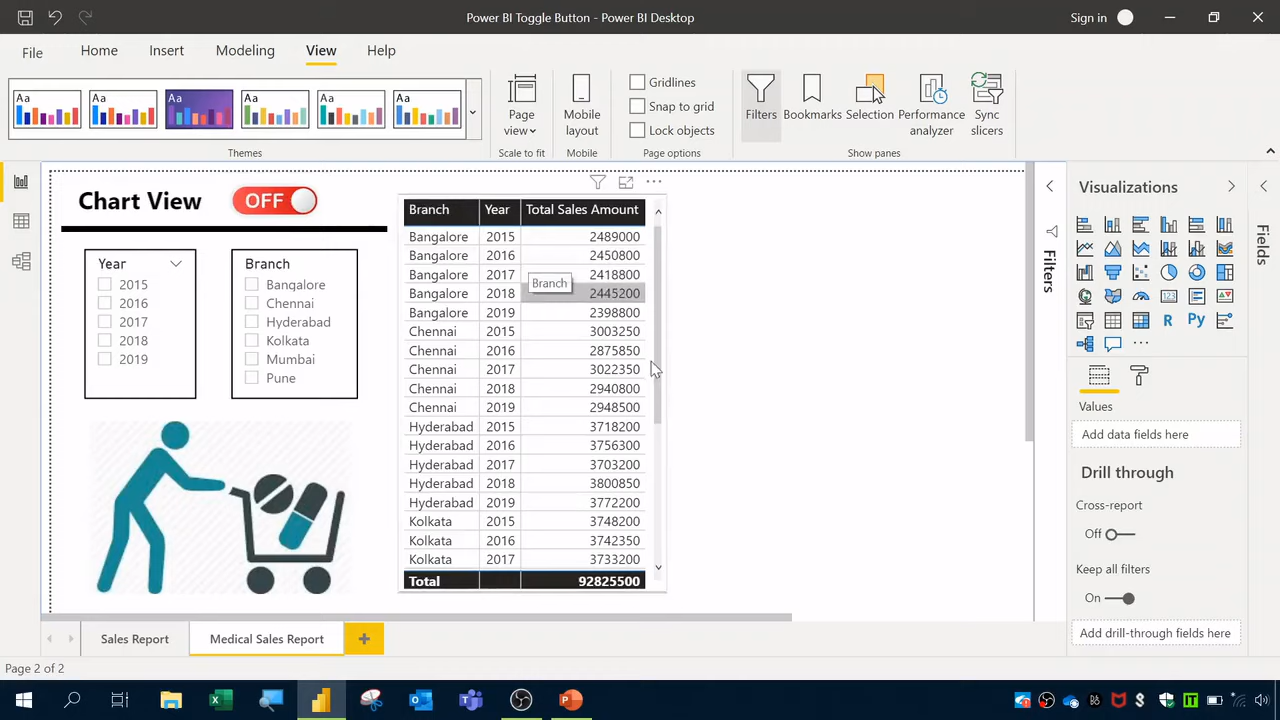 Power BI Toggle Button - Power BI Desktop
Sign in
File
Home
Insert
Modeling
View
Help
Aa
Aa
Aa
Aa
Aa
Aa
Themes
Page
view
Scale to fit
Mobile
layout
Mobile
Gridlines
Snap to grid
Lock objects
Page options
Filters
Bookmarks
Selection
Performance
analyzer
Sync
slicers
Show panes
Chart View
OFF
Year
2015
2016
2017
2018
2019
Branch
Bangalore
Chennai
Hyderabad
Kolkata
Mumbai
Pune
Branch Year Total Sales Amount
Bangalore 2015 2489000
Bangalore 2016 2450800
Bangalore 2017 2418800
Branch
Bangalore 2018 2445200
Bangalore 2019 2398800
Chennai 2015 3003250
Chennai 2016 2875850
Chennai 2017 3022350
Chennai 2018 2940800
Chennai 2019 2948500
Hyderabad 2015 3718200
Hyderabad 2016 3756300
Hyderabad 2017 3703200
Hyderabad 2018 3800850
Hyderabad 2019 3772200
Kolkata 2015 3748200
Kolkata 2016 3742350
Kolkata 2017 3733200
Total 92825500
Filters
Visualizations
R
Py
Values
Add data fields here
Drill through
Cross-report
Off
Keep all filters
On
Add drill-through fields here
Fields
Sales Report
Medical Sales Report
Page 2 of 2